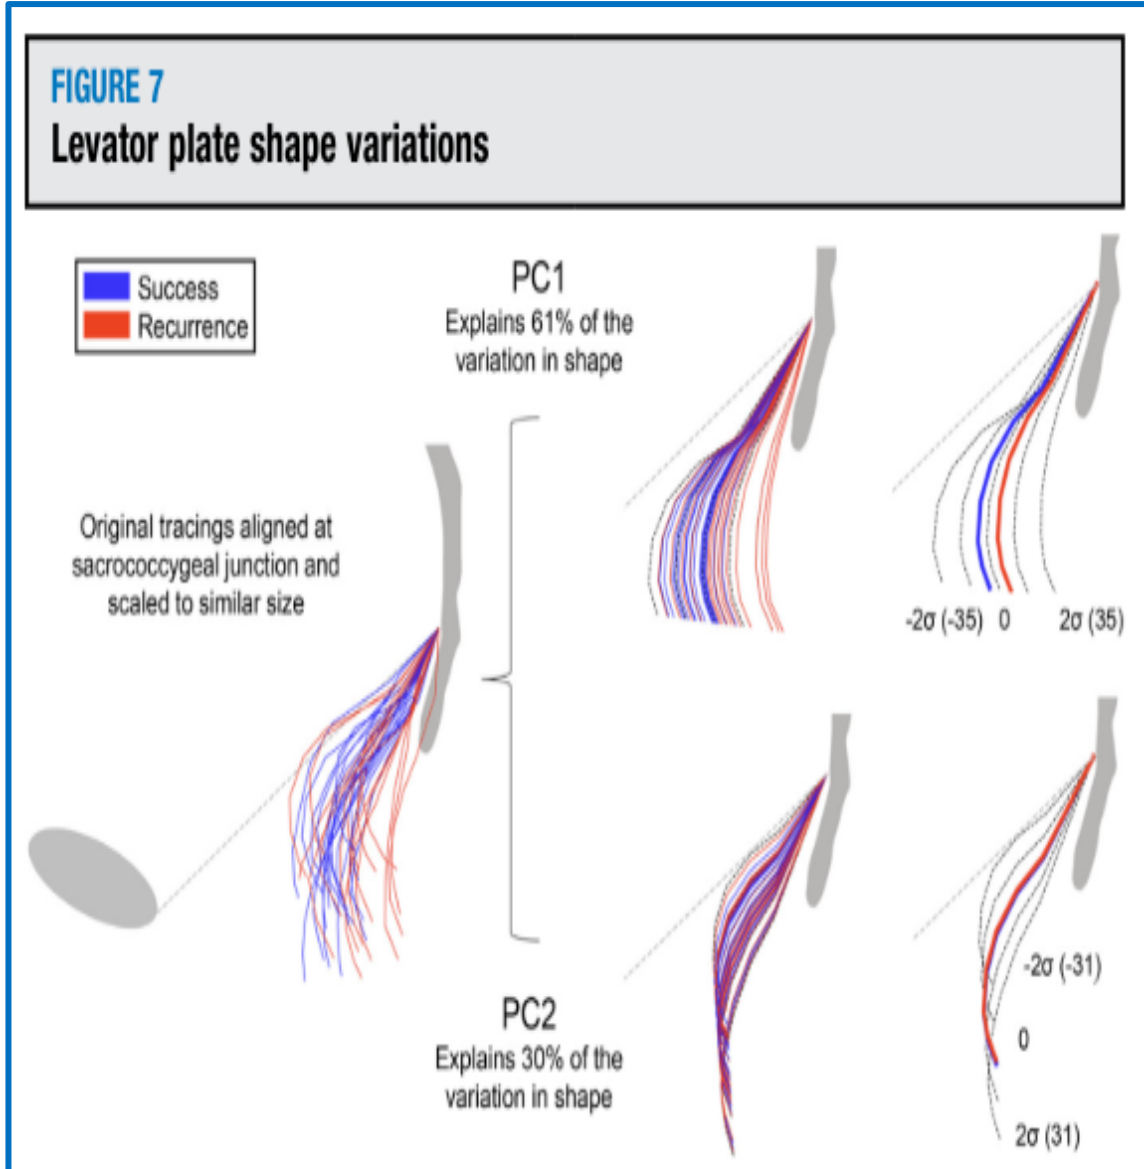 FIGURE 7
Levator plate shape variations
Success
Recurrence
PC1
Explains 61% of the
variation in shape
-2σ (-35) 0 2σ (35)
Original tracings aligned at
sacrococcygeal junction and
scaled to similar size
PC2
Explains 30% of the
variation in shape
-2σ (-31)
0
2σ (31)